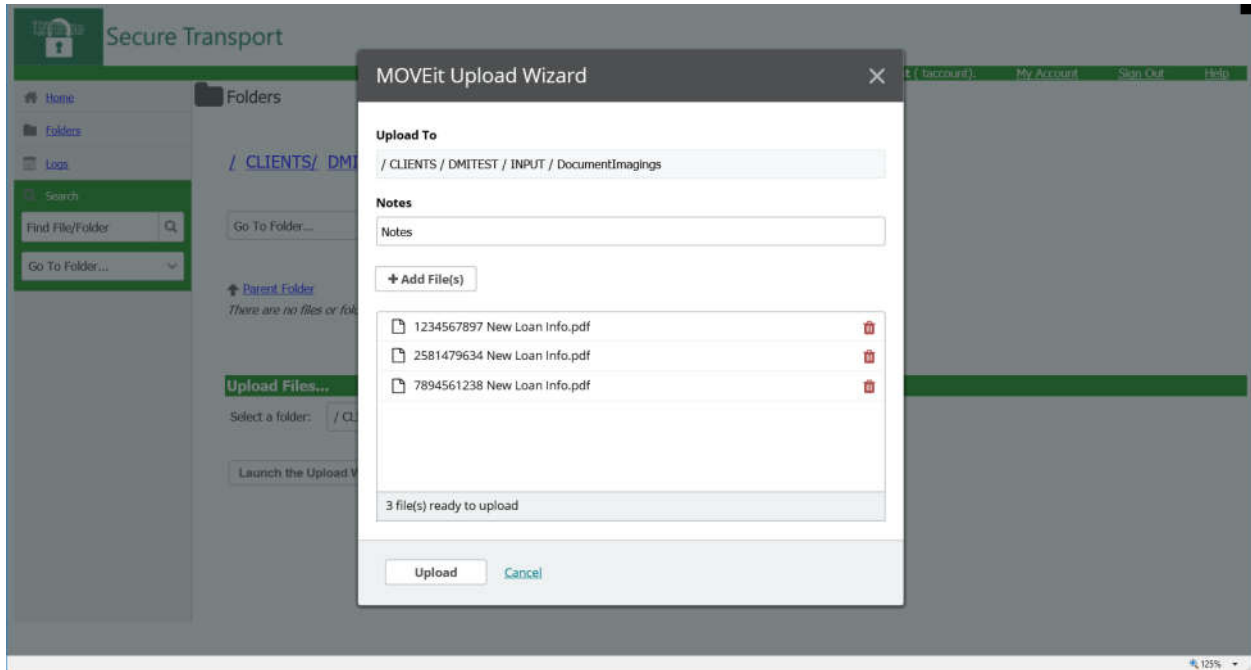 Secure Transport
t ( taccount). My Account Sign Out Help
Home
Folders
Logs
Search
Find File/Folder
Go To Folder...
Folders
/ CLIENTS/ DMI
Go To Folder...
Parent Folder
There are no files or fol
Upload Files...
Select a folder: / CL
Launch the Upload W
MOVEit Upload Wizard
Upload To
/ CLIENTS / DMITEST / INPUT / DocumentImagings
Notes
Notes
+ Add File(s)
1234567897 New Loan Info.pdf
2581479634 New Loan Info.pdf
7894561238 New Loan Info.pdf
3 file(s) ready to upload
Upload Cancel
125%